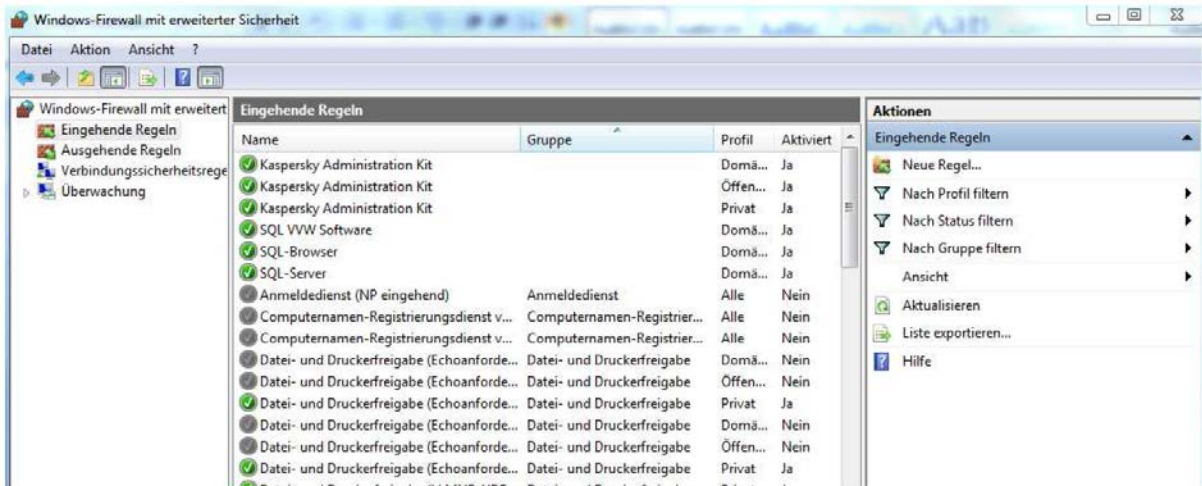 Windows-Firewall mit erweiterter Sicherheit
Datei Aktion Ansicht ?
Windows-Firewall mit erweitert
Eingehende Regeln
Ausgehende Regeln
Verbindungssicherheitsrege
Überwachung
Eingehende Regeln
Name Gruppe Profil Aktiviert
Kaspersky Administration Kit Domä... Ja
Kaspersky Administration Kit Öffen... Ja
Kaspersky Administration Kit Privat Ja
SQL VVW Software Domä... Ja
SQL-Browser Domä... Ja
SQL-Server Domä... Ja
Anmeldedienst (NP eingehend) Anmeldedienst Alle Nein
Computernamen-Registrierungsdienst v... Computernamen-Registrier... Alle Nein
Computernamen-Registrierungsdienst v... Computernamen-Registrier... Alle Nein
Datei- und Druckerfreigabe (Echoanforde... Datei- und Druckerfreigabe Domä... Nein
Datei- und Druckerfreigabe (Echoanforde... Datei- und Druckerfreigabe Öffen... Nein
Datei- und Druckerfreigabe (Echoanforde... Datei- und Druckerfreigabe Privat Ja
Datei- und Druckerfreigabe (Echoanforde... Datei- und Druckerfreigabe Domä... Nein
Datei- und Druckerfreigabe (Echoanforde... Datei- und Druckerfreigabe Öffen... Nein
Datei- und Druckerfreigabe (Echoanforde... Datei- und Druckerfreigabe Privat Ja
Aktionen
Eingehende Regeln
Neue Regel...
Nach Profil filtern
Nach Status filtern
Nach Gruppe filtern
Ansicht
Aktualisieren
Liste exportieren...
Hilfe